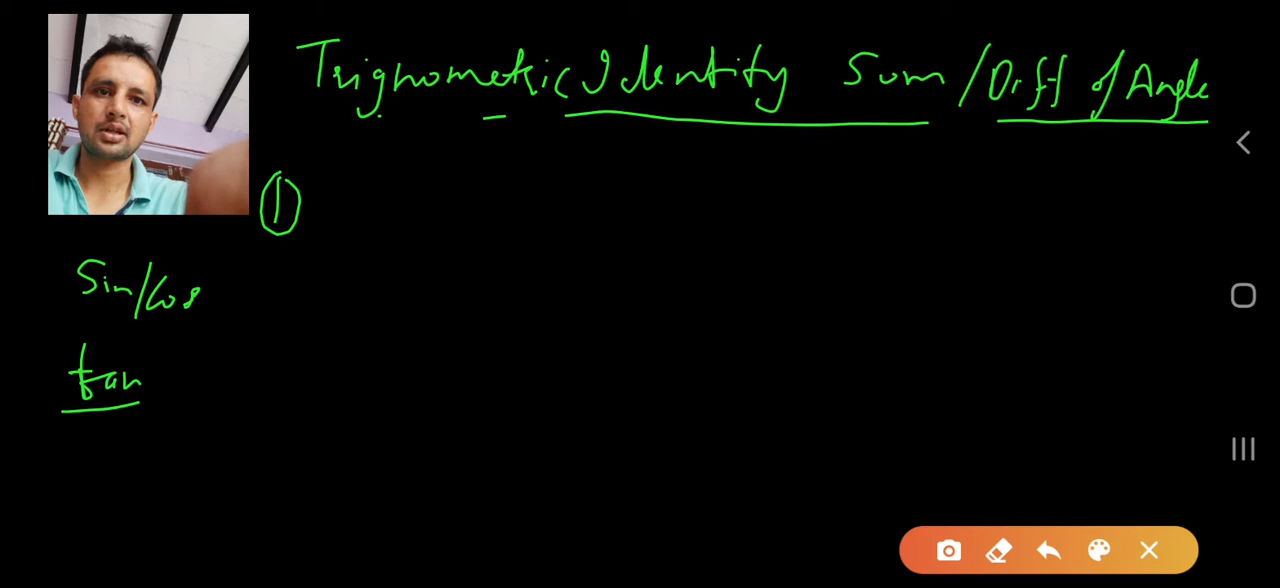 Trignometric Identity Sum/Diff of Angle
①
Sin/Cos
tan